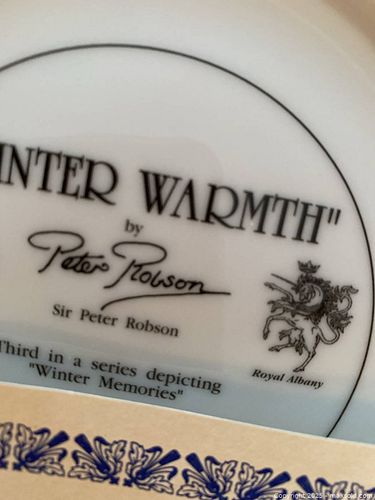 INTER WARMTH"
by
Peter Robson
Sir Peter Robson
Royal Albany
Third in a series depicting
"Winter Memories"
Copyright 2025 - maxsold.com